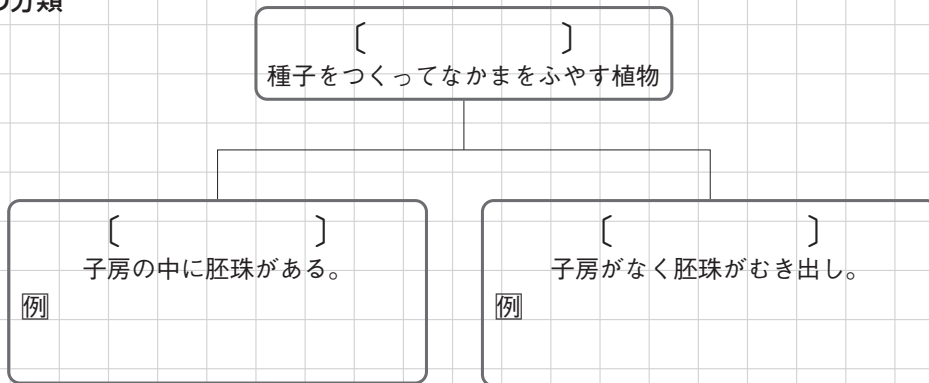 の分類
〔　　　　　　　　〕
種子をつくってなかまをふやす植物
〔　　　　　　　　〕
子房の中に胚珠がある。
例
〔　　　　　　　　〕
子房がなく胚珠がむき出し。
例